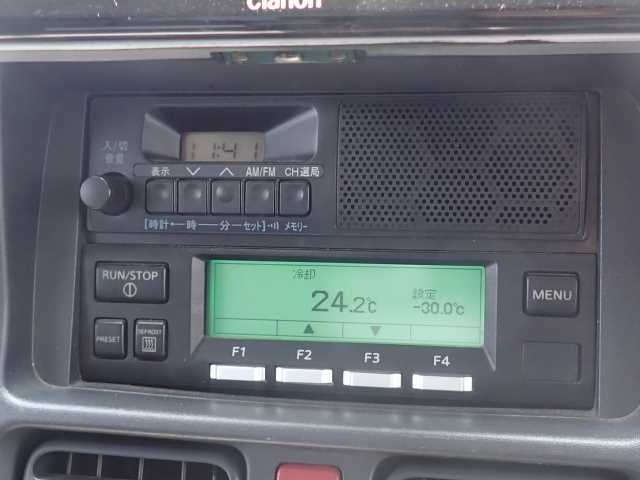 Clarion
入/切
音量
11:41
表示 ∨ ∧ AM/FM CH選局
[時計←時──分─セット] メモリー
RUN/STOP
PRESET
DEFROST
冷却
24.2℃
設定
-30.0℃
▲ ▼
MENU
F1 F2 F3 F4